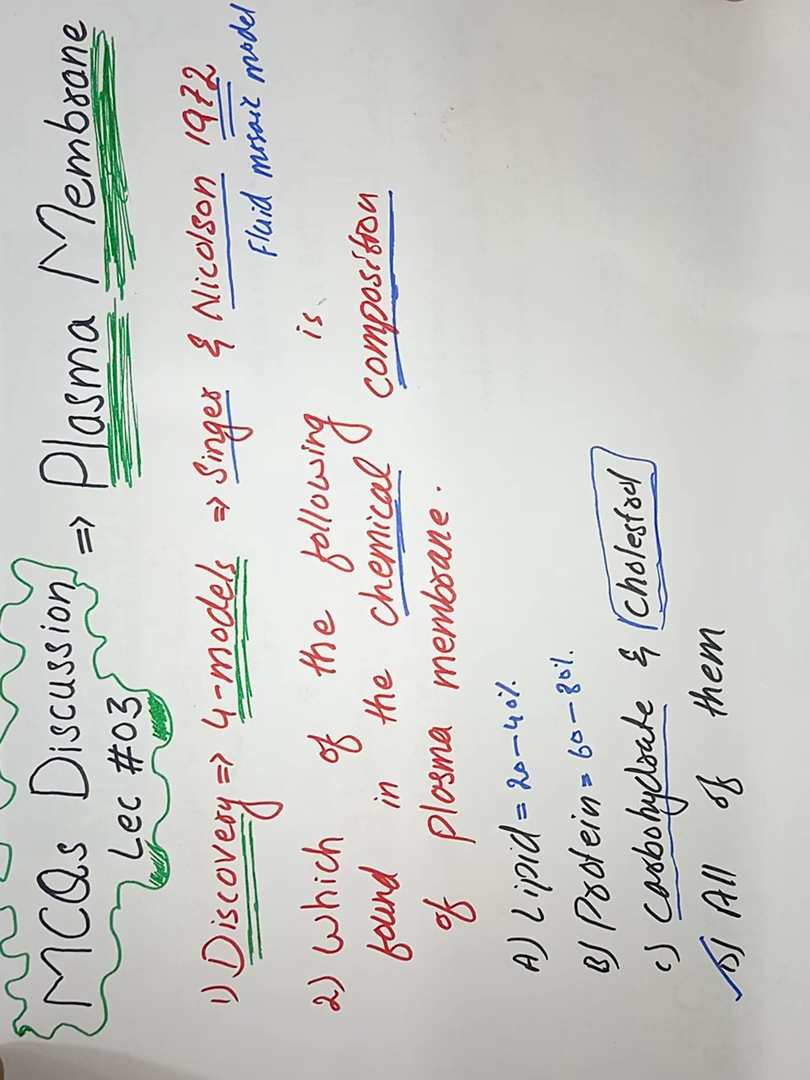 MCQs Discussion => Plasma Membrane
Lec #03
1) Discovery => 4-models => Singer & Nicolson 1972
Fluid mosaic model
2) Which of the following is
found in the chemical composition
of plasma membrane.
A) Lipid = 20-40%
B) Protein = 60-80%
C) Carbohydrate & Cholestrol
D) All of them